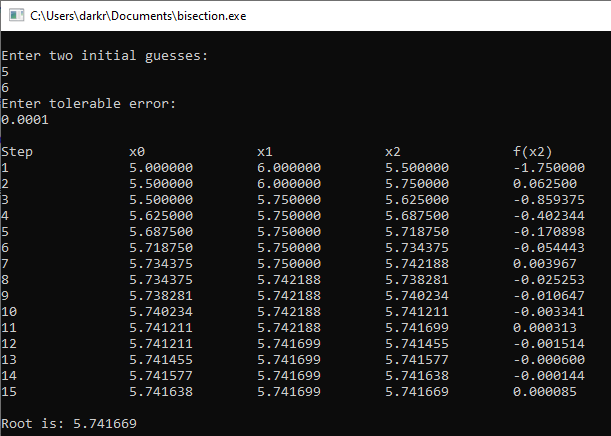 C:\Users\darkr\Documents\bisection.exe
Enter two initial guesses:
5
6
Enter tolerable error:
0.0001
Step x0 x1 x2 f(x2)
1 5.000000 6.000000 5.500000 -1.750000
2 5.500000 6.000000 5.750000 0.062500
3 5.500000 5.750000 5.625000 -0.859375
4 5.625000 5.750000 5.687500 -0.402344
5 5.687500 5.750000 5.718750 -0.170898
6 5.718750 5.750000 5.734375 -0.054443
7 5.734375 5.750000 5.742188 0.003967
8 5.734375 5.742188 5.738281 -0.025253
9 5.738281 5.742188 5.740234 -0.010647
10 5.740234 5.742188 5.741211 -0.003341
11 5.741211 5.742188 5.741699 0.000313
12 5.741211 5.741699 5.741455 -0.001514
13 5.741455 5.741699 5.741577 -0.000600
14 5.741577 5.741699 5.741638 -0.000144
15 5.741638 5.741699 5.741669 0.000085
Root is: 5.741669